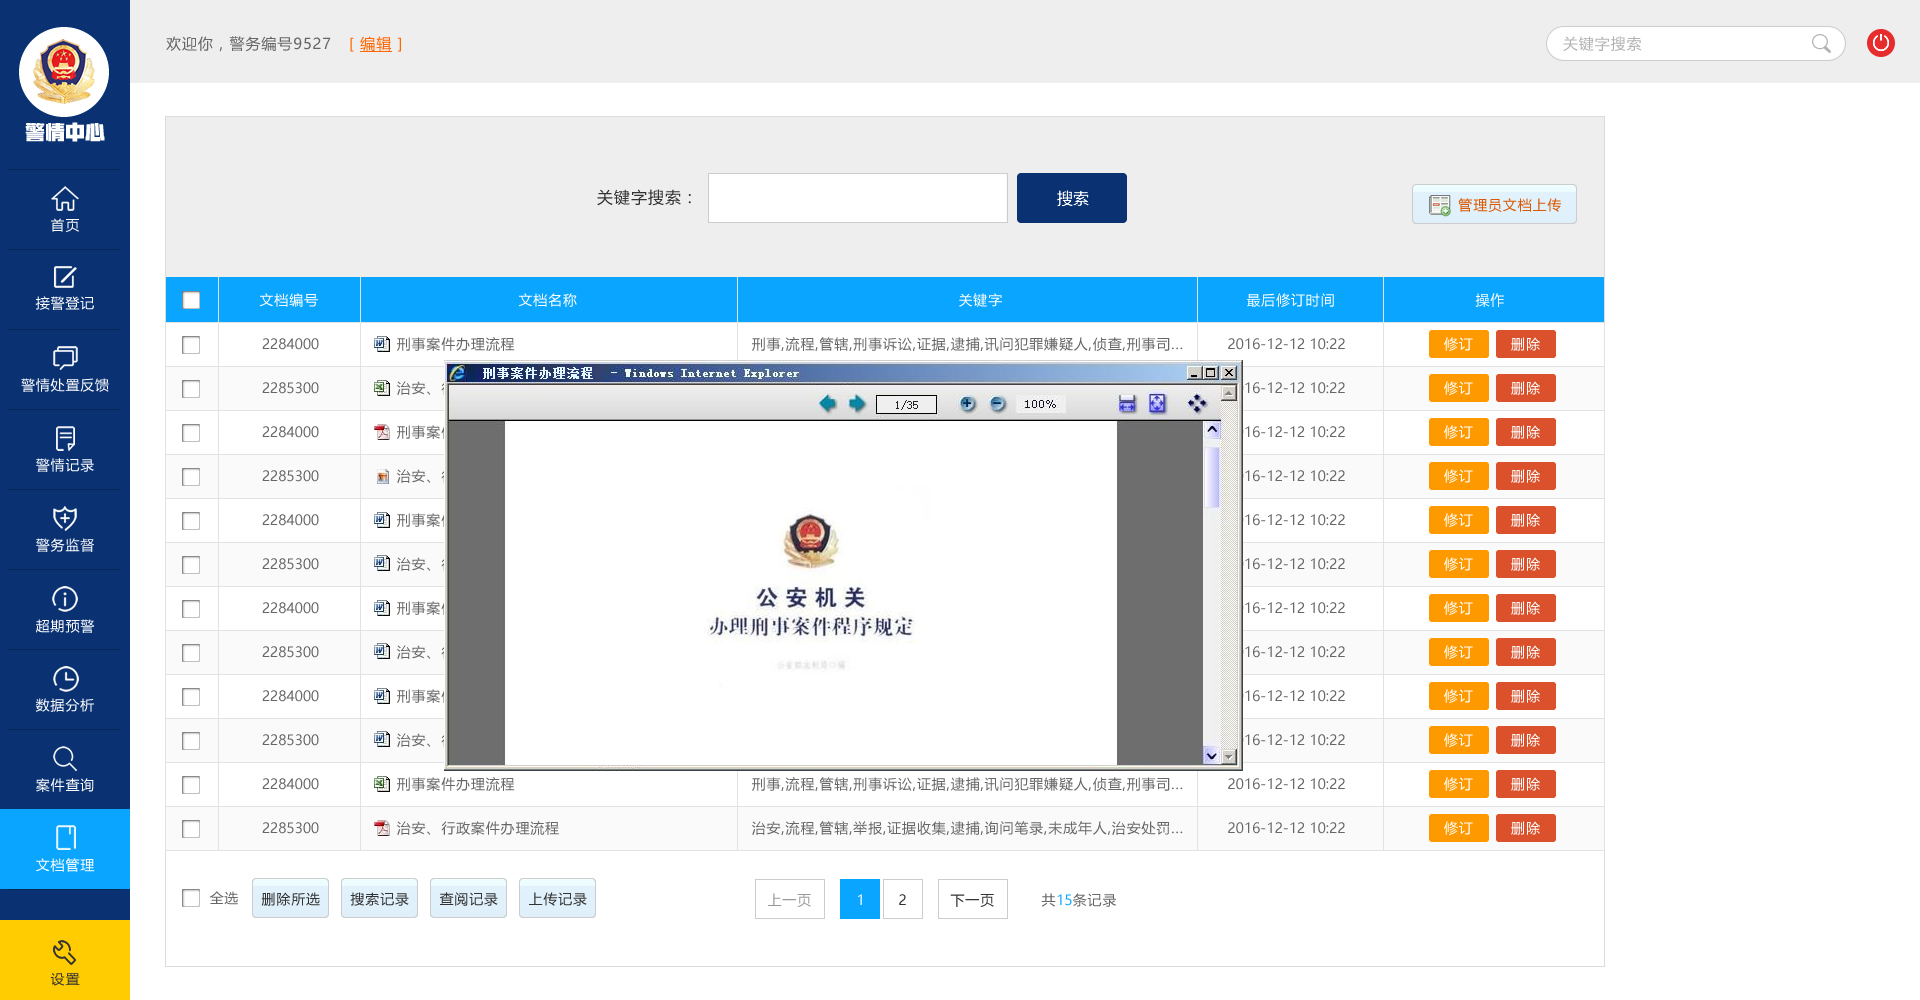 警情中心
首页
接警登记
警情处置反馈
警情记录
警务监督
超期预警
数据分析
案件查询
文档管理
设置
欢迎你，警务编号9527 [ 编辑 ]
关键字搜索
关键字搜索：
搜索
管理员文档上传
文档编号 文档名称 关键字 最后修订时间 操作
2284000 刑事案件办理流程 刑事,流程,管辖,刑事诉讼,证据,逮捕,讯问犯罪嫌疑人,侦查,刑事司... 2016-12-12 10:22 修订 删除
2285300 治安、 16-12-12 10:22 修订 删除
2284000 刑事案 2016-12-12 10:22 修订 删除
2285300 治安、 16-12-12 10:22 修订 删除
2284000 刑事案 16-12-12 10:22 修订 删除
2285300 治安、 16-12-12 10:22 修订 删除
2284000 刑事案 16-12-12 10:22 修订 删除
2285300 治安、 16-12-12 10:22 修订 删除
2284000 刑事案 16-12-12 10:22 修订 删除
2285300 治安、 16-12-12 10:22 修订 删除
2284000 刑事案件办理流程 刑事,流程,管辖,刑事诉讼,证据,逮捕,讯问犯罪嫌疑人,侦查,刑事司... 2016-12-12 10:22 修订 删除
2285300 治安、行政案件办理流程 治安,流程,管辖,举报,证据收集,逮捕,询问笔录,未成年人,治安处罚... 2016-12-12 10:22 修订 删除
刑事案件办理流程 - Windows Internet Explorer
1/35 100%
公安机关
办理刑事案件程序规定
全选 删除所选 搜索记录 查阅记录 上传记录
上一页 1 2 下一页 共15条记录